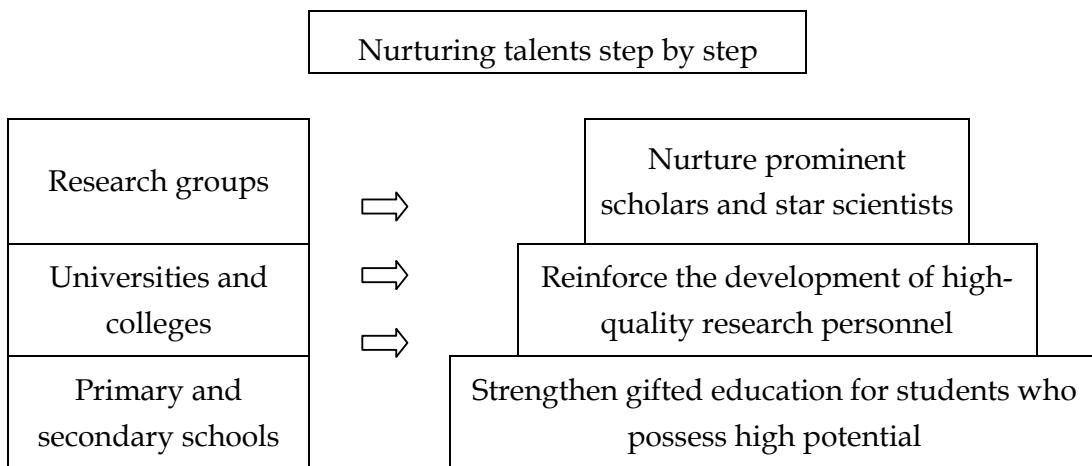 Nurturing talents step by step
Research groups
Nurture prominent
scholars and star scientists
Universities and
colleges
Reinforce the development of high-
quality research personnel
Primary and
secondary schools
Strengthen gifted education for students who
possess high potential